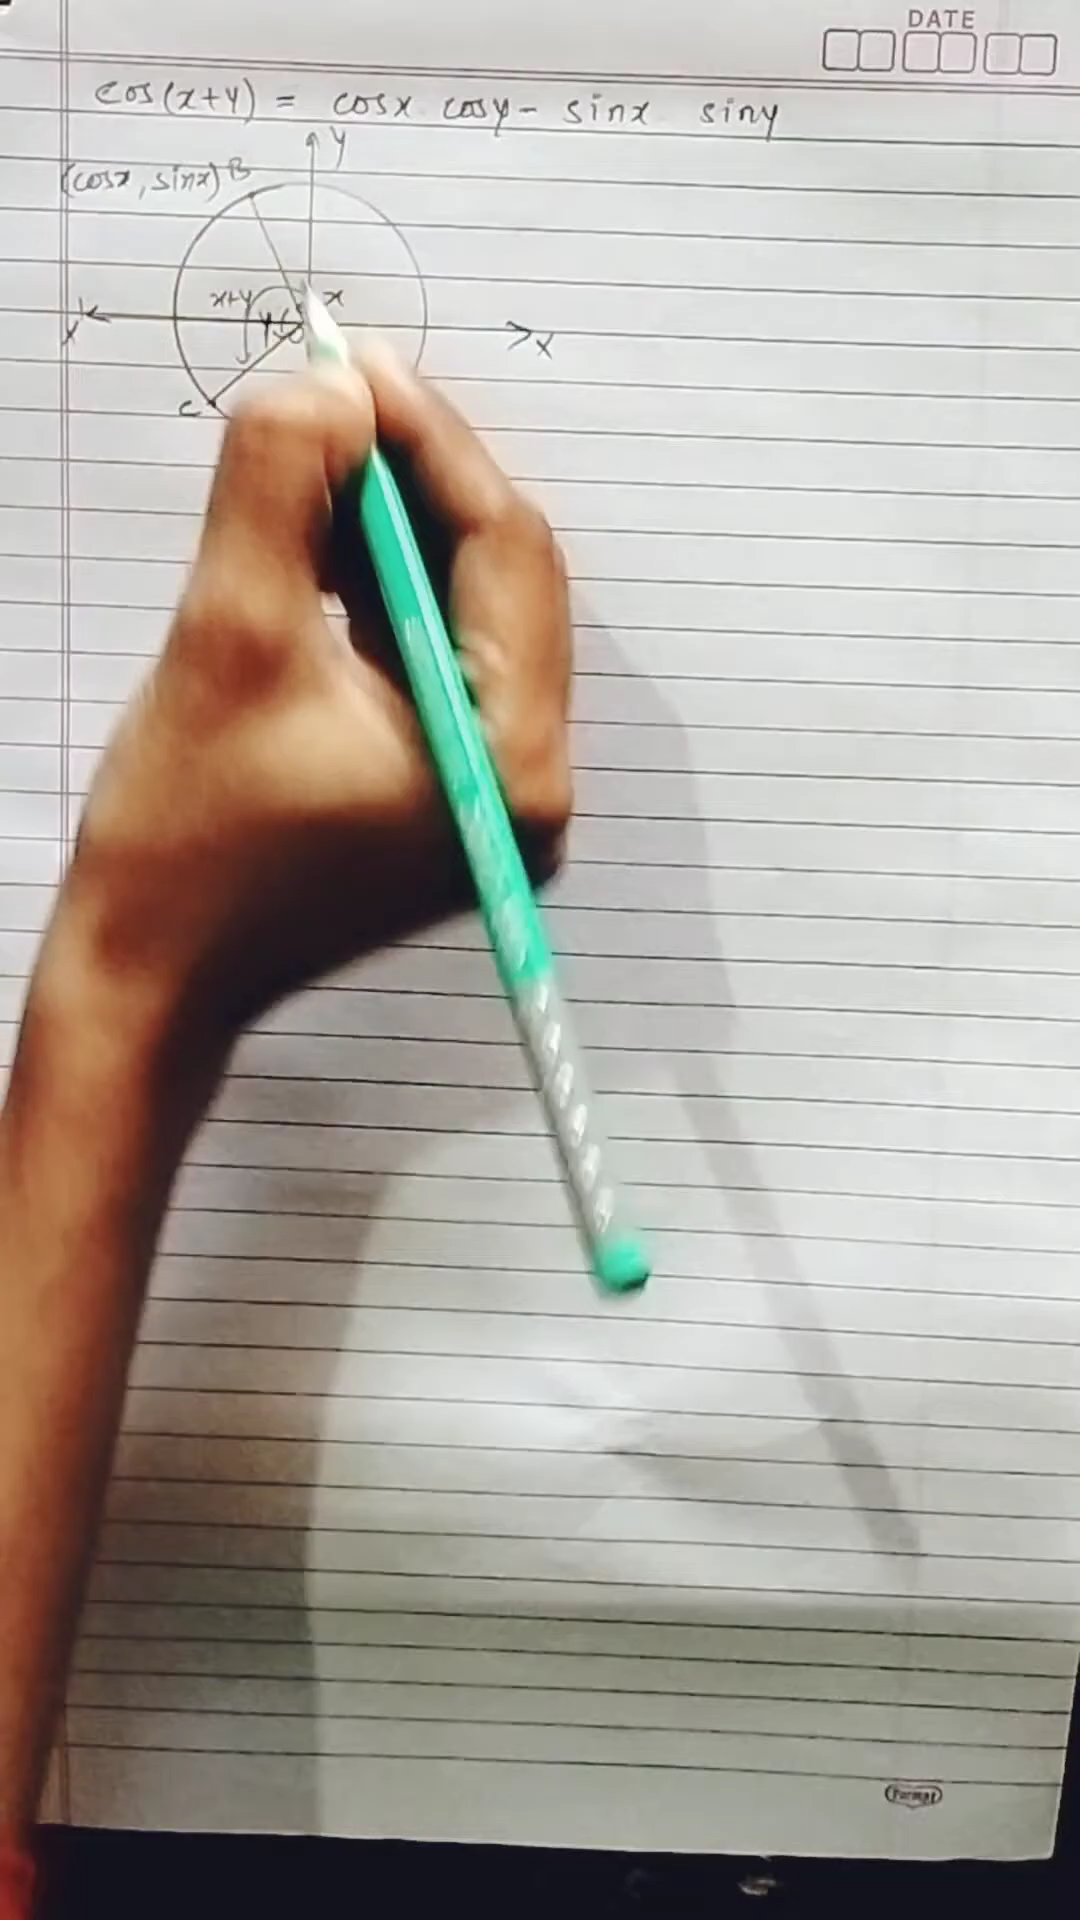 DATE
cos(x+y) = cosx cosy - sinx siny
y
(cosx, sinx) B
x+y y x
x' x
C